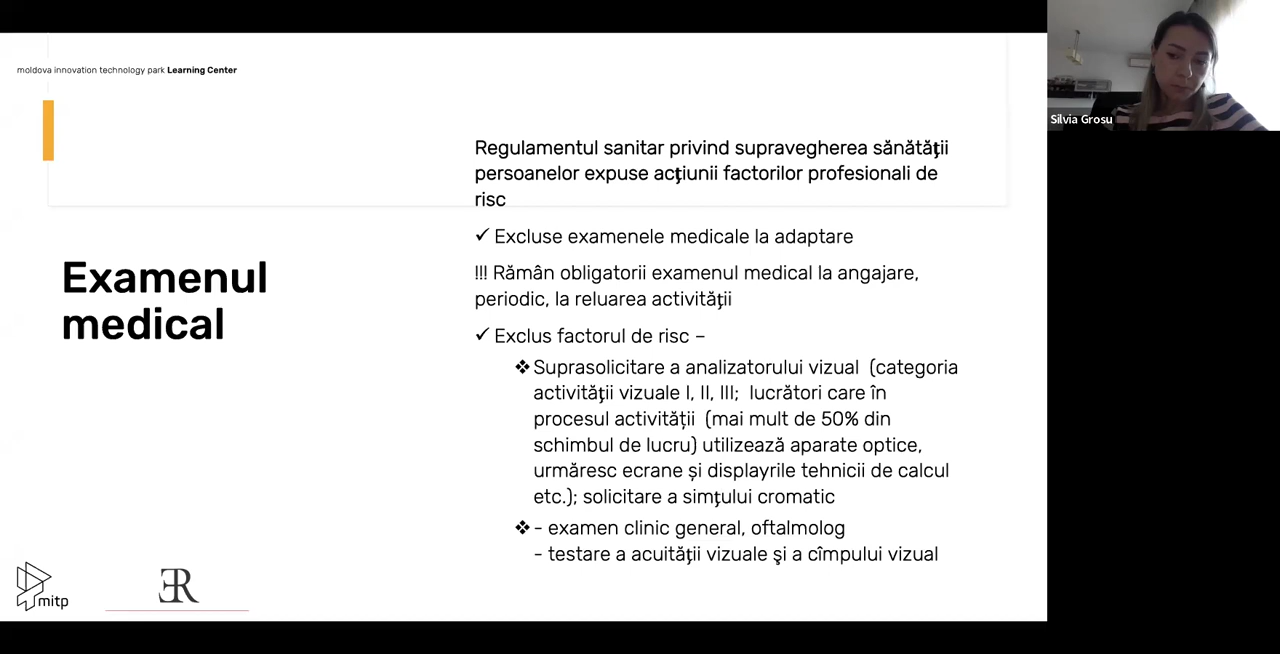 moldova innovation technology park Learning Center
Silvia Grosu
Regulamentul sanitar privind supravegherea sănătăţii
persoanelor expuse acţiunii factorilor profesionali de
risc
✓ Excluse examenele medicale la adaptare
!!! Rămân obligatorii examenul medical la angajare,
periodic, la reluarea activităţii
✓ Exclus factorul de risc –
❖ Suprasolicitare a analizatorului vizual (categoria
activităţii vizuale I, II, III; lucrători care în
procesul activității (mai mult de 50% din
schimbul de lucru) utilizează aparate optice,
urmăresc ecrane și displayrile tehnicii de calcul
etc.); solicitare a simţului cromatic
❖ - examen clinic general, oftalmolog
- testare a acuităţii vizuale şi a cîmpului vizual
Examenul
medical
mitp
ER